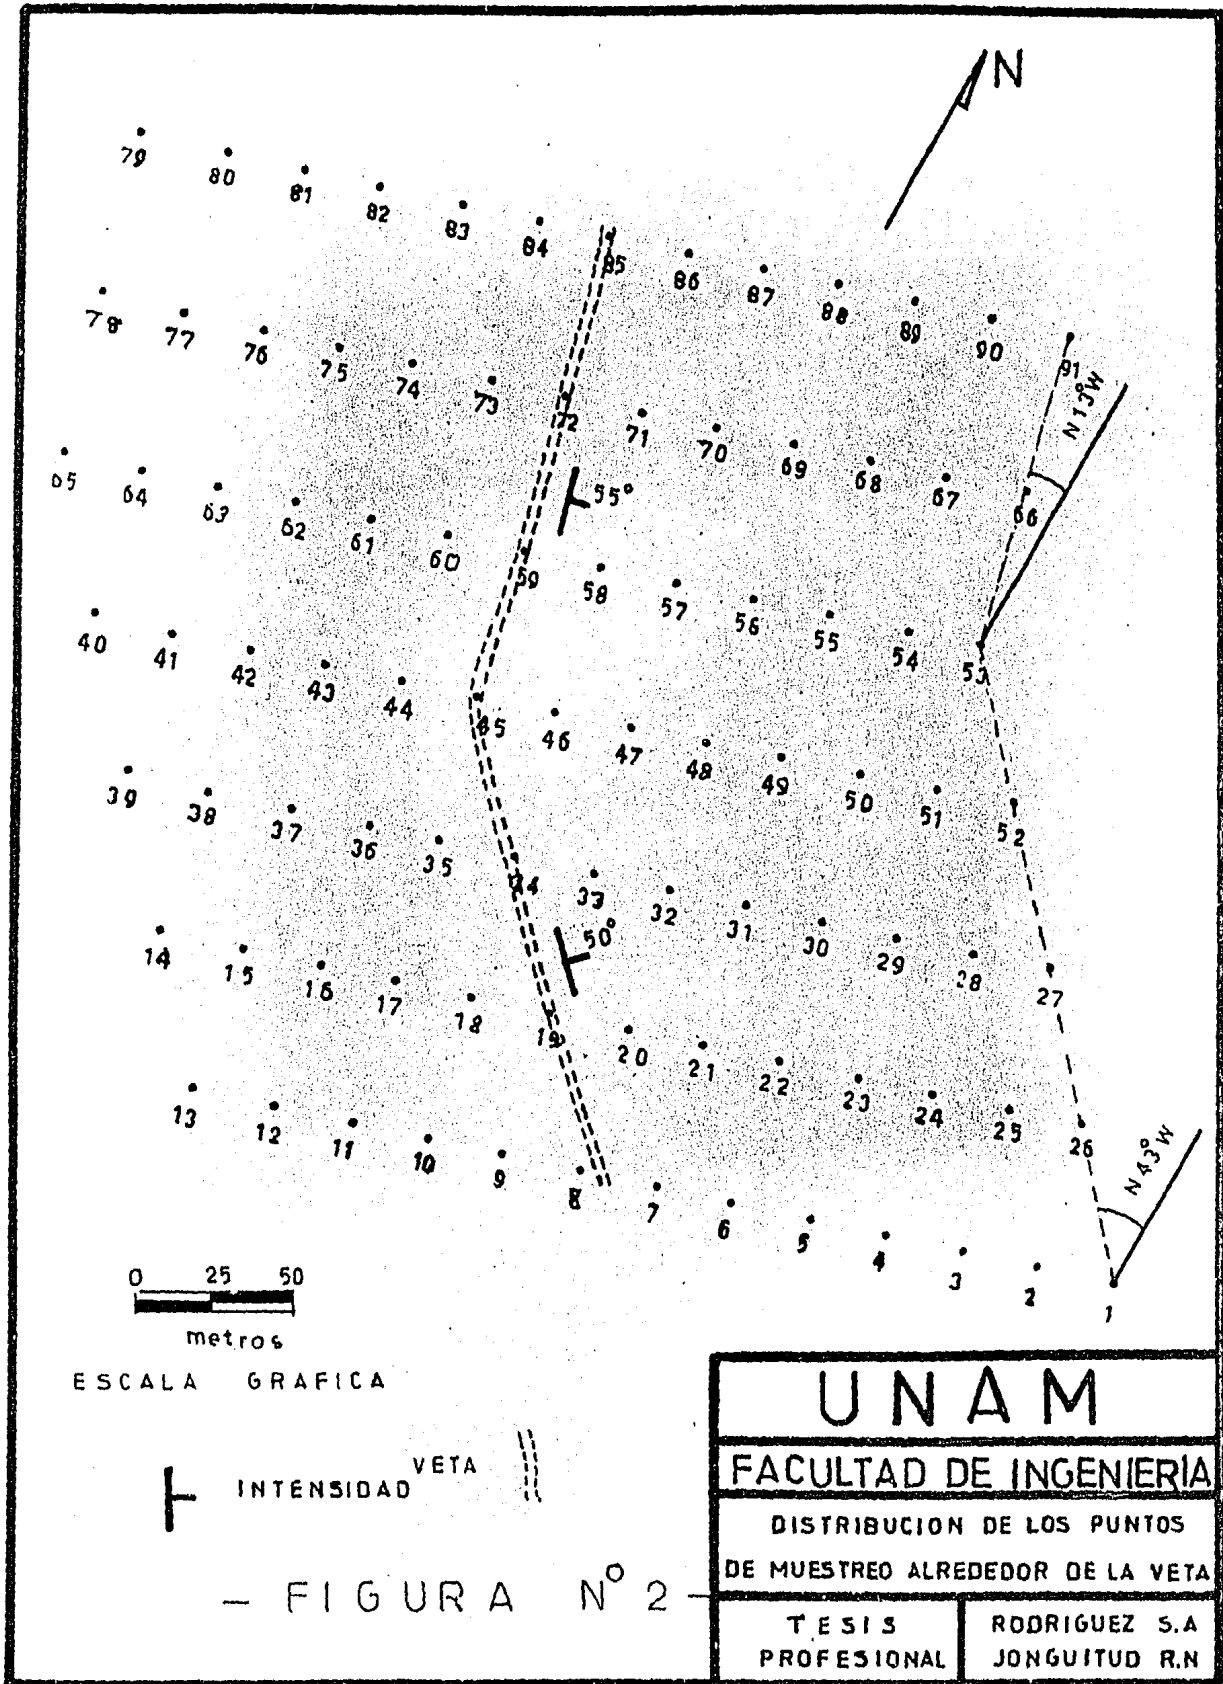 N
79 80 81 82 83 84 85 86 87 88 89 90 91
78 77 76 75 74 73 72 71 70 69 68 67 66
N 13° W
55°
65 64 63 62 61 60 59 58 57 56 55 54 53
40 41 42 43 44 45 46 47 48 49 50 51 52
39 38 37 36 35 34 33 32 31 30 29 28 27
50°
14 15 16 17 18 19 20 21 22 23 24 25 26
N 43° W
13 12 11 10 9 8 7 6 5 4 3 2 1
0 25 50
metros
ESCALA GRAFICA
INTENSIDAD
VETA
- FIGURA N° 2 -
UNAM
FACULTAD DE INGENIERIA
DISTRIBUCION DE LOS PUNTOS
DE MUESTREO ALREDEDOR DE LA VETA
TESIS
PROFESIONAL
RODRIGUEZ S.A
JONGUITUD R.N